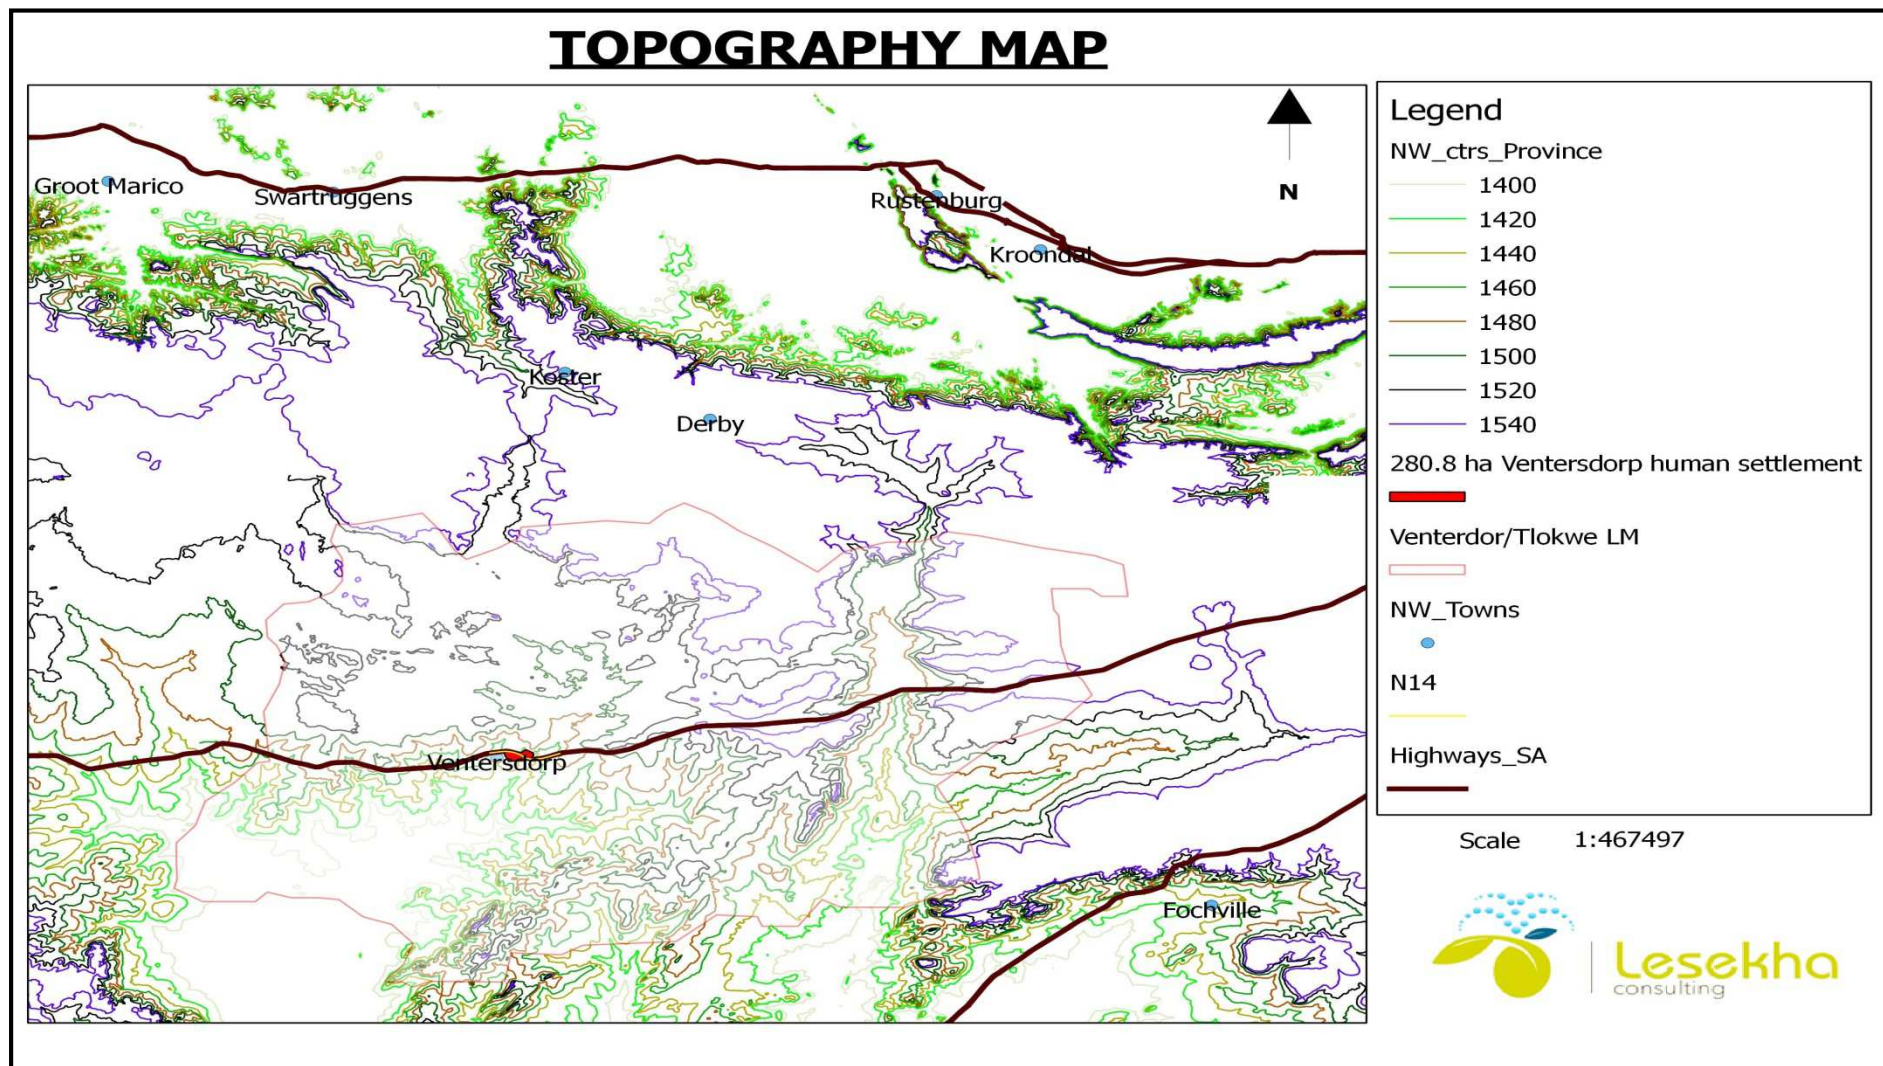 TOPOGRAPHY MAP
N
Groot Marico
Swartruggens
Rustenburg
Kroondal
Koster
Derby
Ventersdorp
Fochville
Legend
NW_ctrs_Province
1400
1420
1440
1460
1480
1500
1520
1540
280.8 ha Ventersdorp human settlement
Venterdor/Tlokwe LM
NW_Towns
N14
Highways_SA
Scale 1:467497
Lesekha
consulting